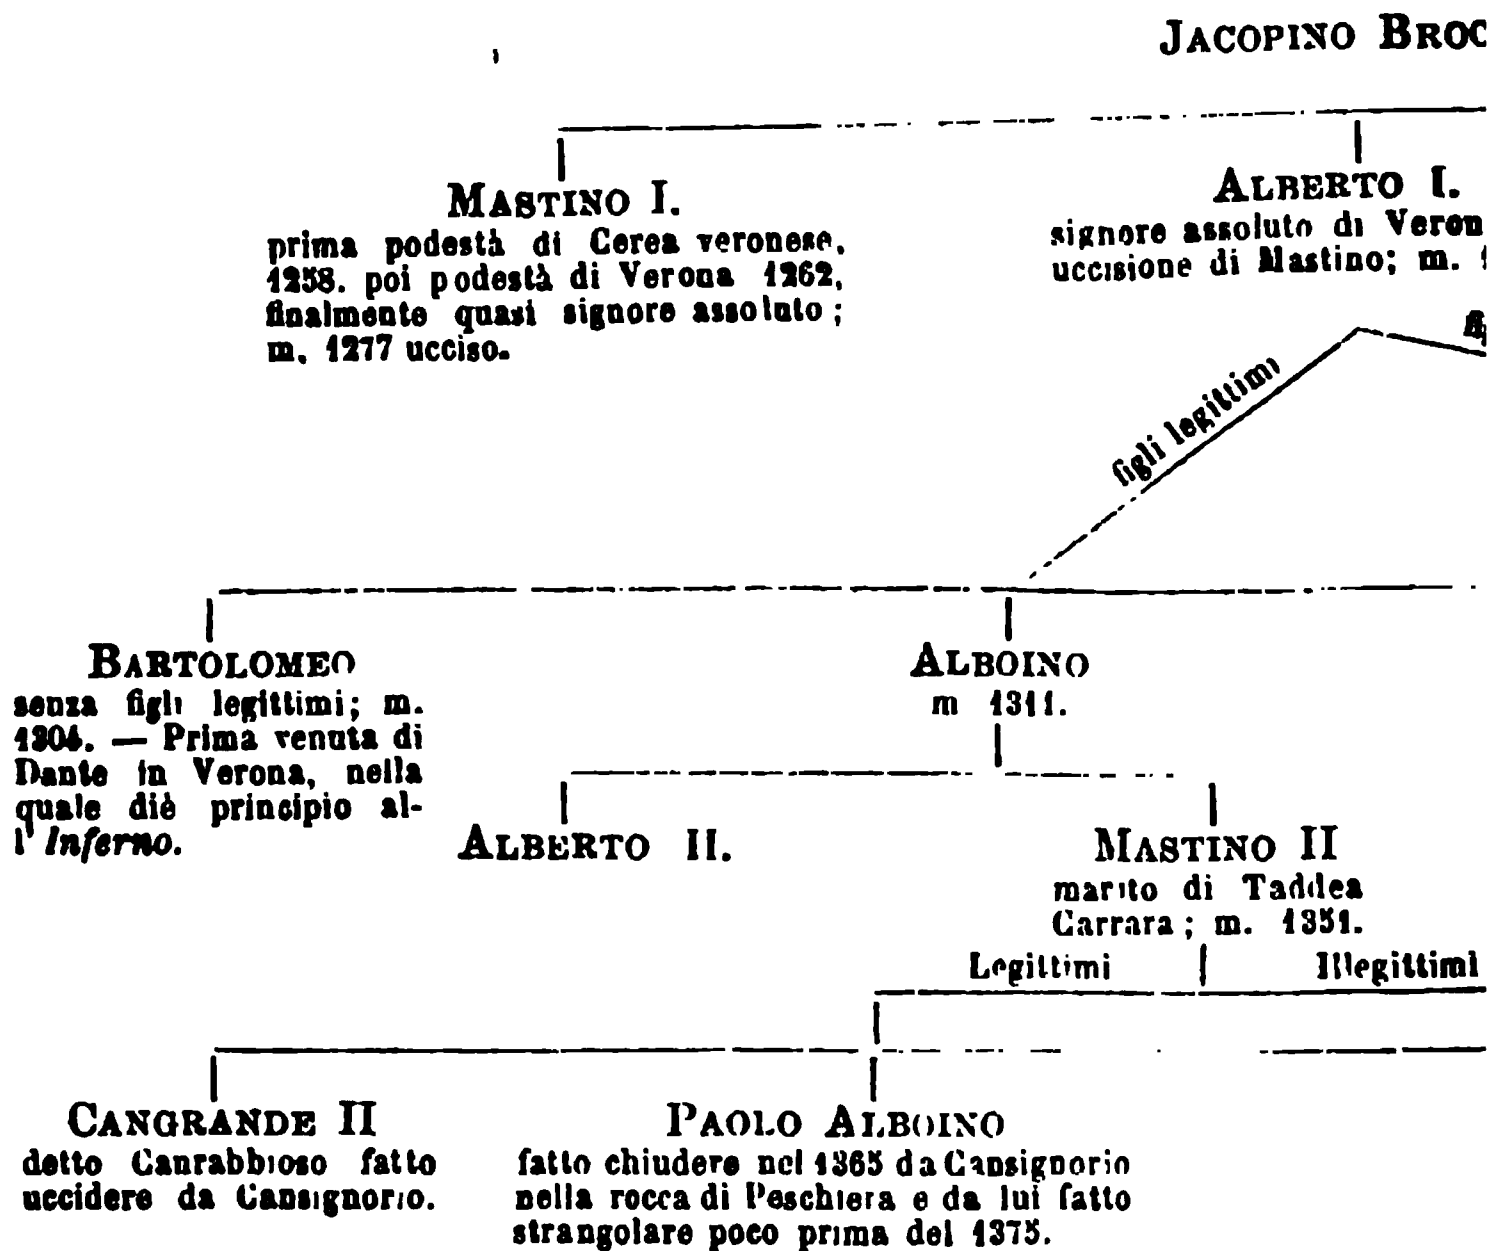 JACOPINO BROC
MASTINO I.
prima podestà di Cerea veronese,
1258. poi podestà di Verona 1262,
finalmente quasi signore assoluto;
m. 1277 ucciso.
ALBERTO I.
signore assoluto di Veron
uccisione di Mastino; m. 1
figli legittimi
BARTOLOMEO
senza figli legittimi; m.
1304. — Prima venuta di
Dante in Verona, nella
quale diè principio al-
l'Inferno.
ALBOINO
m 1311.
ALBERTO II.
MASTINO II
marito di Taddea
Carrara; m. 1351.
Legittimi
Illegittimi
CANGRANDE II
detto Canrabbioso fatto
uccidere da Cansignorio.
PAOLO ALBOINO
fatto chiudere nel 1365 da Cansignorio
nella rocca di Peschiera e da lui fatto
strangolare poco prima del 1375.